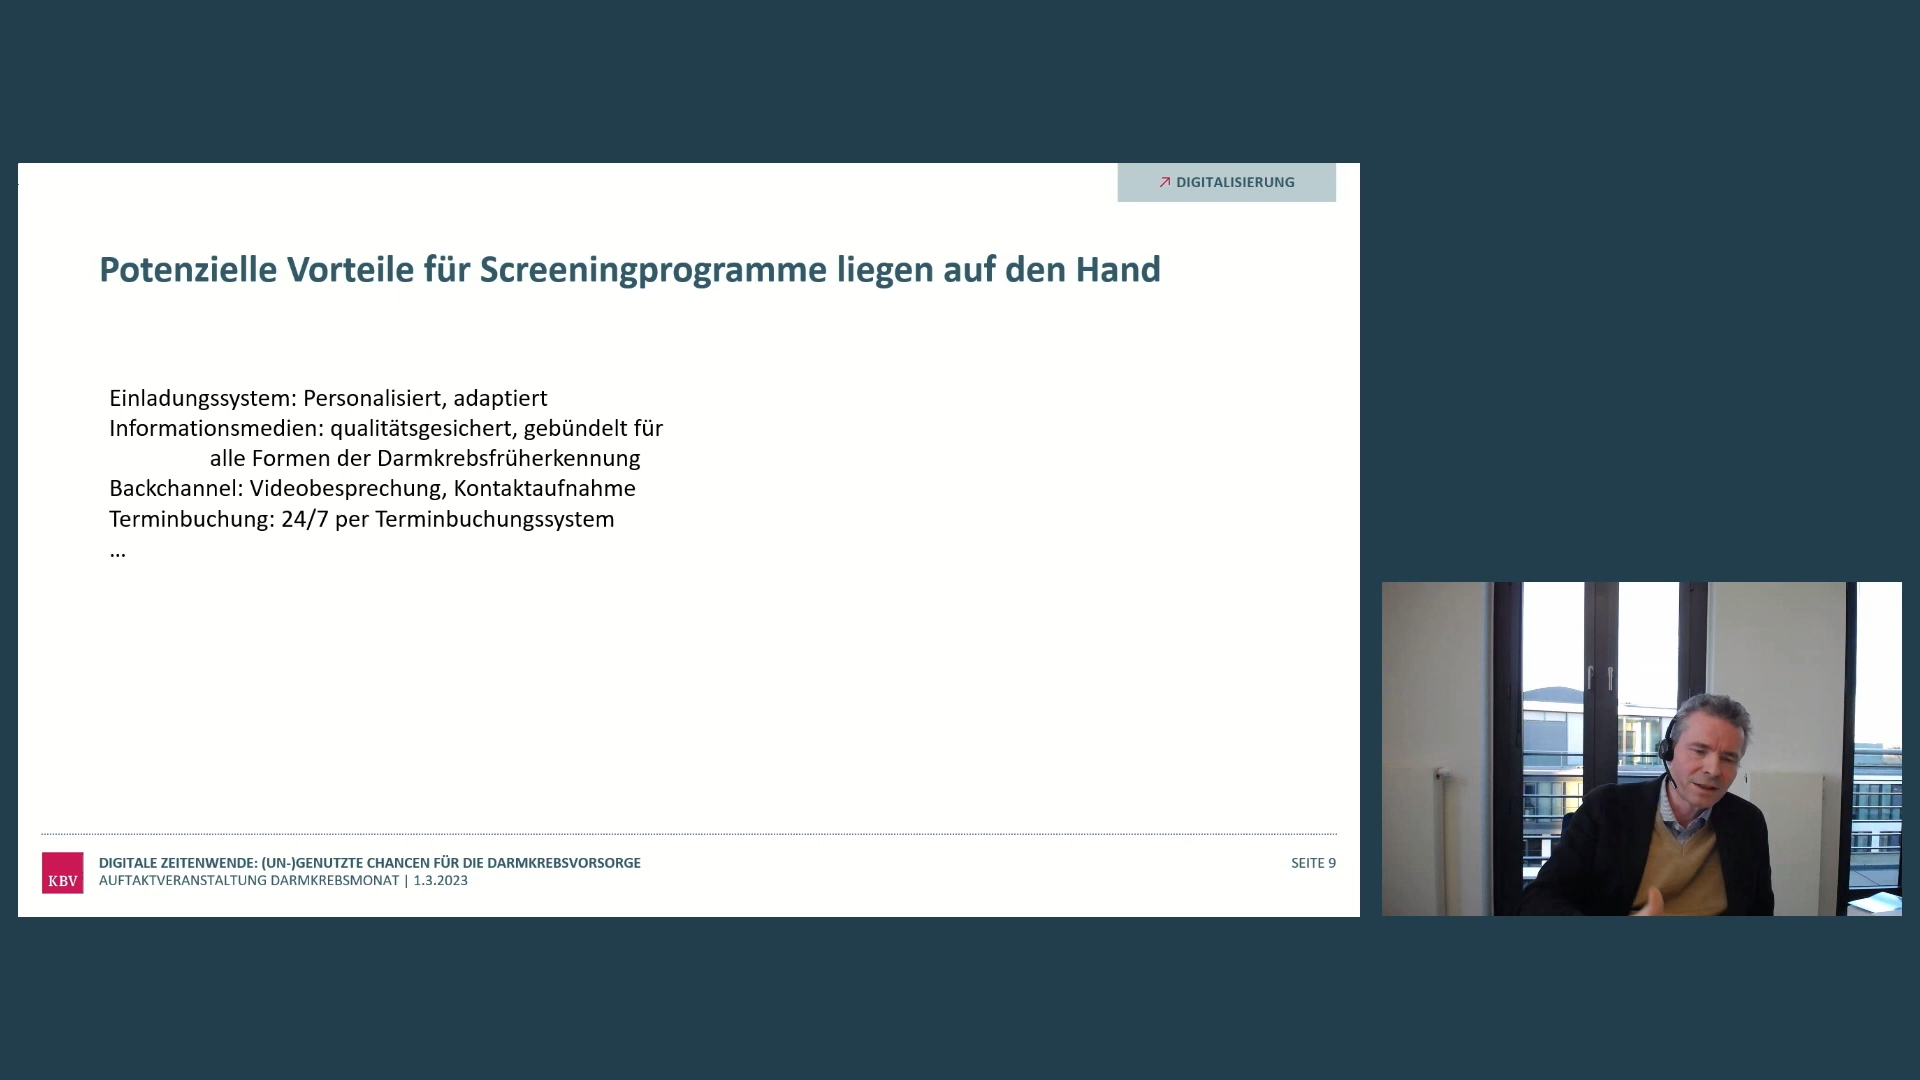 DIGITALISIERUNG
Potenzielle Vorteile für Screeningprogramme liegen auf den Hand
Einladungssystem: Personalisiert, adaptiert
Informationsmedien: qualitätsgesichert, gebündelt für
alle Formen der Darmkrebsfrüherkennung
Backchannel: Videobesprechung, Kontaktaufnahme
Terminbuchung: 24/7 per Terminbuchungssystem
...
KBV
DIGITALE ZEITENWENDE: (UN-)GENUTZTE CHANCEN FÜR DIE DARMKREBSVORSORGE
AUFTAKTVERANSTALTUNG DARMKREBSMONAT | 1.3.2023
SEITE 9